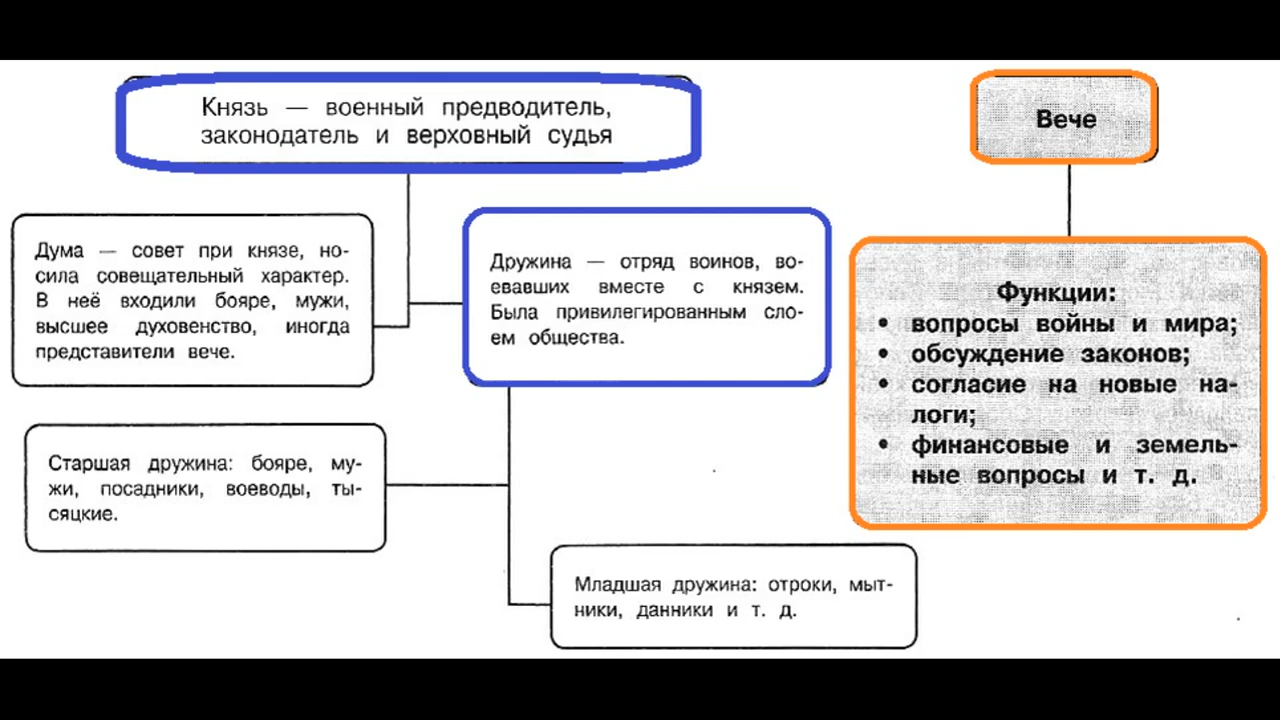 Князь — военный предводитель,
законодатель и верховный судья
Вече
Дума — совет при князе, но-
сила совещательный характер.
В неё входили бояре, мужи,
высшее духовенство, иногда
представители вече.
Дружина — отряд воинов, во-
евавших вместе с князем.
Была привилегированным сло-
ем общества.
Функции:
• вопросы войны и мира;
• обсуждение законов;
• согласие на новые на-
логи;
• финансовые и земель-
ные вопросы и т. д.
Старшая дружина: бояре, му-
жи, посадники, воеводы, ты-
сяцкие.
Младшая дружина: отроки, мыт-
ники, данники и т. д.